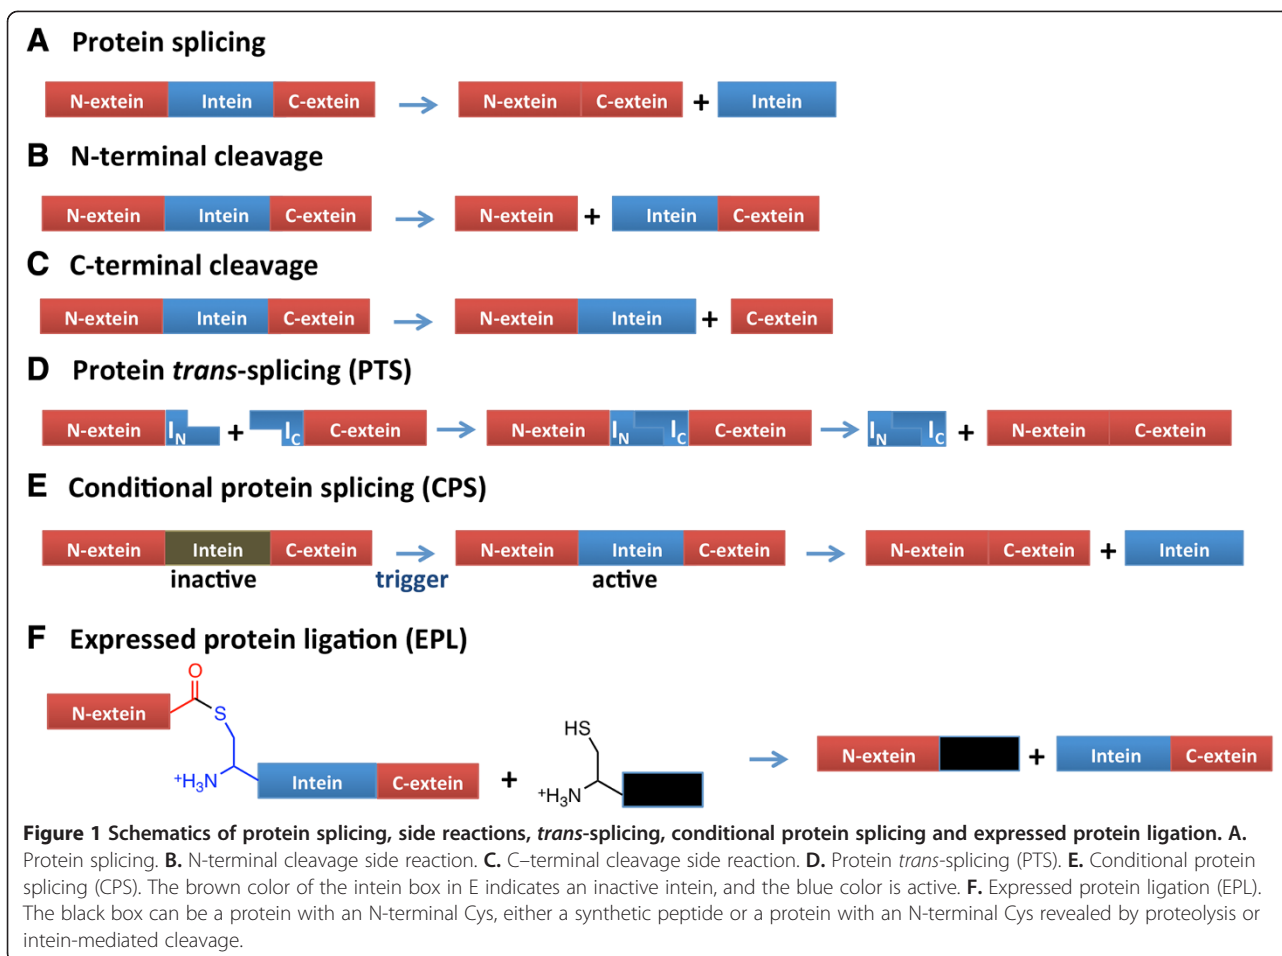 A Protein splicing
N-extein Intein C-extein N-extein C-extein + Intein
B N-terminal cleavage
N-extein Intein C-extein N-extein + Intein C-extein
C C-terminal cleavage
N-extein Intein C-extein N-extein Intein + C-extein
D Protein trans-splicing (PTS)
N-extein IN + IC C-extein N-extein IN IC C-extein IN IC + N-extein C-extein
E Conditional protein splicing (CPS)
N-extein Intein C-extein N-extein Intein C-extein N-extein C-extein + Intein
inactive trigger active
F Expressed protein ligation (EPL)
O
N-extein S
HS
N-extein + Intein C-extein
+H3N Intein C-extein + +H3N
Figure 1 Schematics of protein splicing, side reactions, trans-splicing, conditional protein splicing and expressed protein ligation. A.
Protein splicing. B. N-terminal cleavage side reaction. C. C–terminal cleavage side reaction. D. Protein trans-splicing (PTS). E. Conditional protein
splicing (CPS). The brown color of the intein box in E indicates an inactive intein, and the blue color is active. F. Expressed protein ligation (EPL).
The black box can be a protein with an N-terminal Cys, either a synthetic peptide or a protein with an N-terminal Cys revealed by proteolysis or
intein-mediated cleavage.